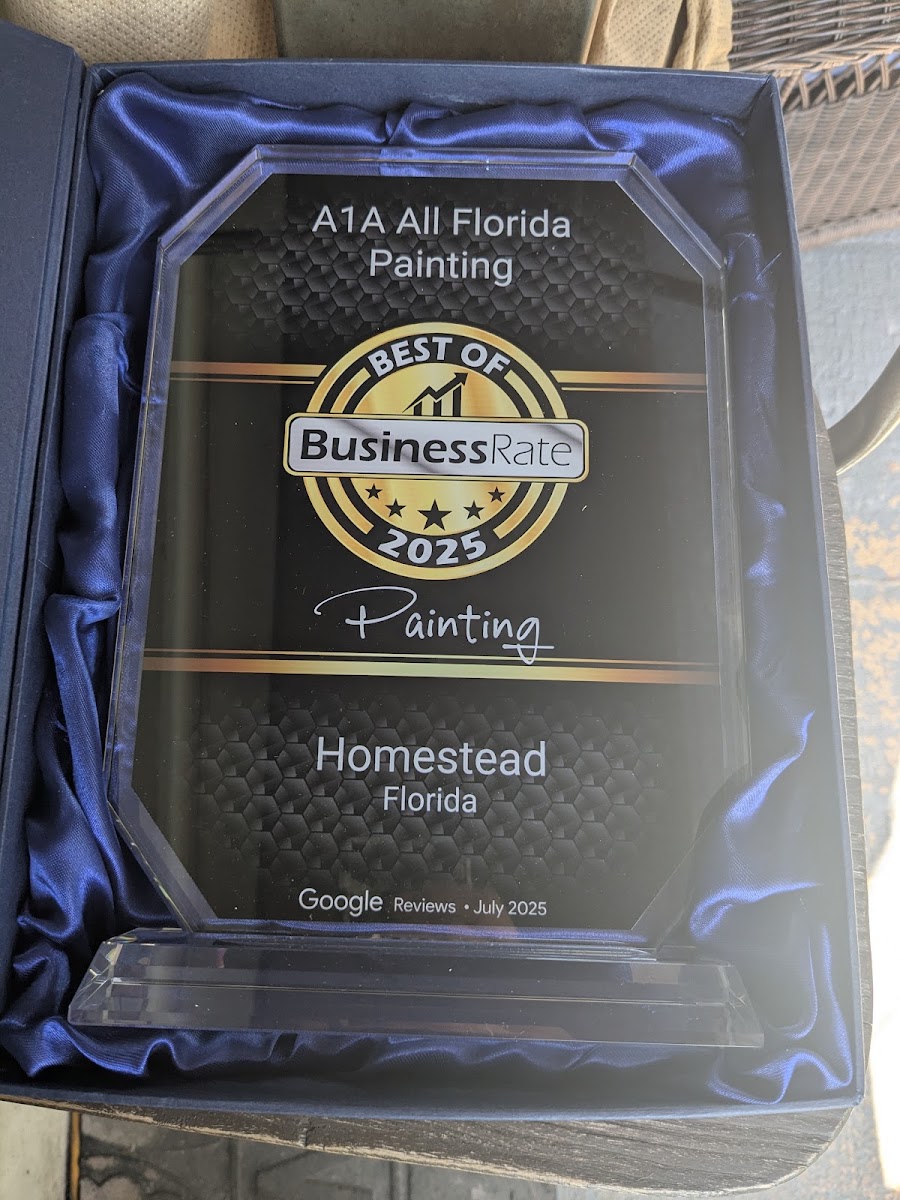 A1A All Florida
Painting
BEST OF
BusinessRate
2025
Painting
Homestead
Florida
Google Reviews • July 2025